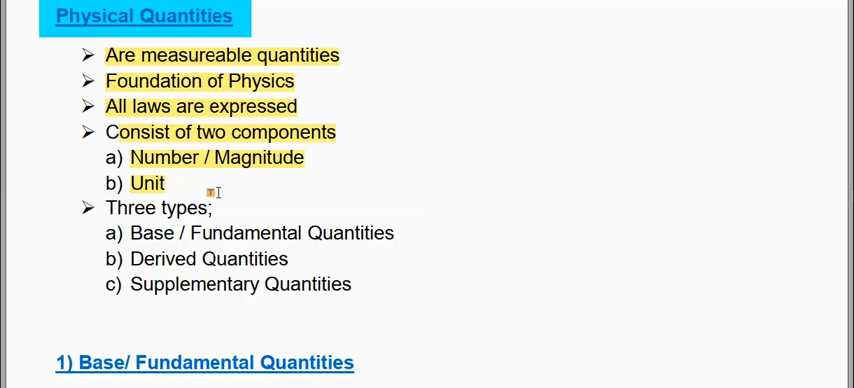 Physical Quantities
➢ Are measureable quantities
➢ Foundation of Physics
➢ All laws are expressed
➢ Consist of two components
a) Number / Magnitude
b) Unit
➢ Three types;
a) Base / Fundamental Quantities
b) Derived Quantities
c) Supplementary Quantities
1) Base/ Fundamental Quantities